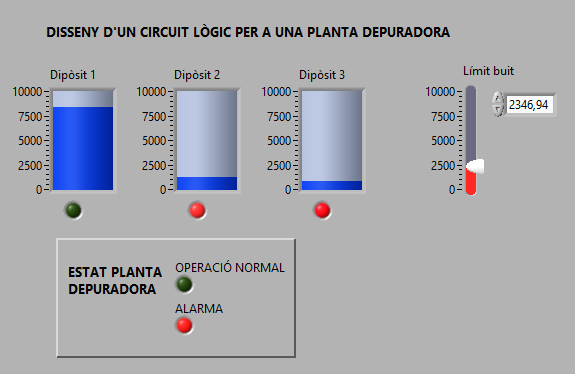 DISSENY D'UN CIRCUIT LÒGIC PER A UNA PLANTA DEPURADORA
Dipòsit 1
10000
7500
5000
2500
0
Dipòsit 2
10000
7500
5000
2500
0
Dipòsit 3
10000
7500
5000
2500
0
Límit buit
10000
7500
5000
2500
0
2346,94
ESTAT PLANTA
DEPURADORA
OPERACIÓ NORMAL
ALARMA